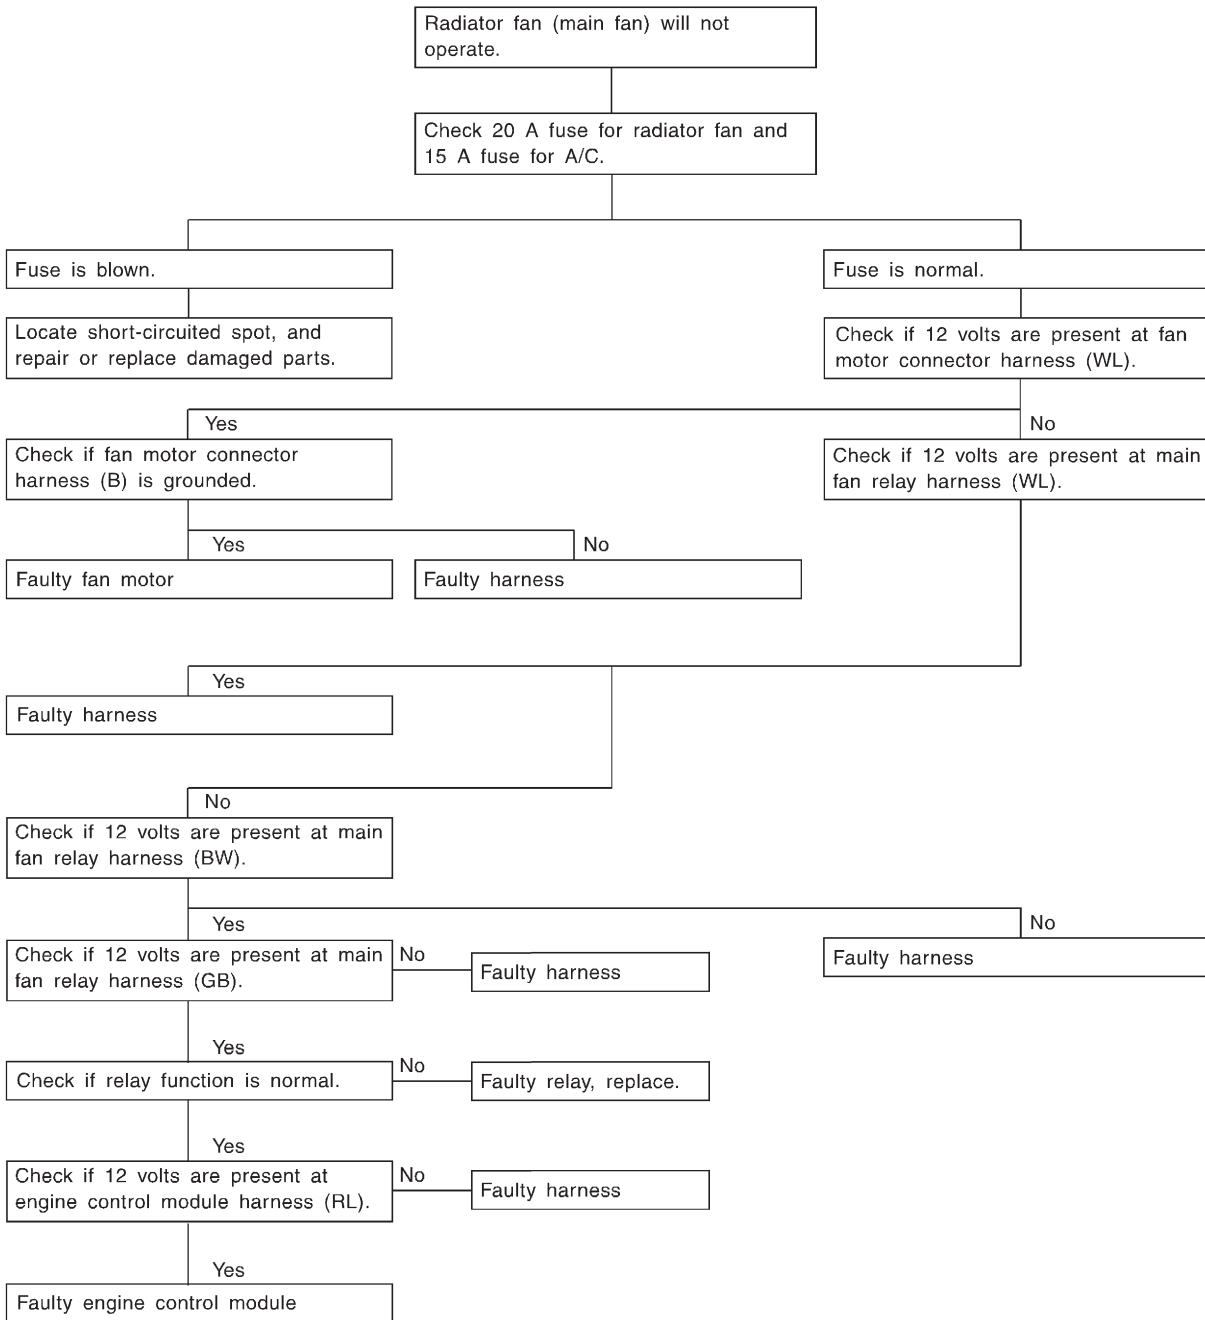 Radiator fan (main fan) will not
operate.
Check 20 A fuse for radiator fan and
15 A fuse for A/C.
Fuse is blown.
Fuse is normal.
Locate short-circuited spot, and
repair or replace damaged parts.
Check if 12 volts are present at fan
motor connector harness (WL).
Yes
No
Check if fan motor connector
harness (B) is grounded.
Check if 12 volts are present at main
fan relay harness (WL).
Yes
No
Faulty fan motor
Faulty harness
Yes
Faulty harness
No
Check if 12 volts are present at main
fan relay harness (BW).
Yes
No
Check if 12 volts are present at main
fan relay harness (GB).
No
Faulty harness
Faulty harness
Yes
Check if relay function is normal.
No
Faulty relay, replace.
Yes
Check if 12 volts are present at
engine control module harness (RL).
No
Faulty harness
Yes
Faulty engine control module